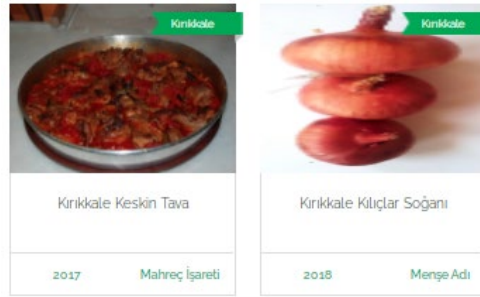 Kırıkkale
Kırıkkale Keskin Tava
2017 Mahreç İşareti
Kırıkkale
Kırıkkale Kılıçlar Soğanı
2018 Menşe Adı